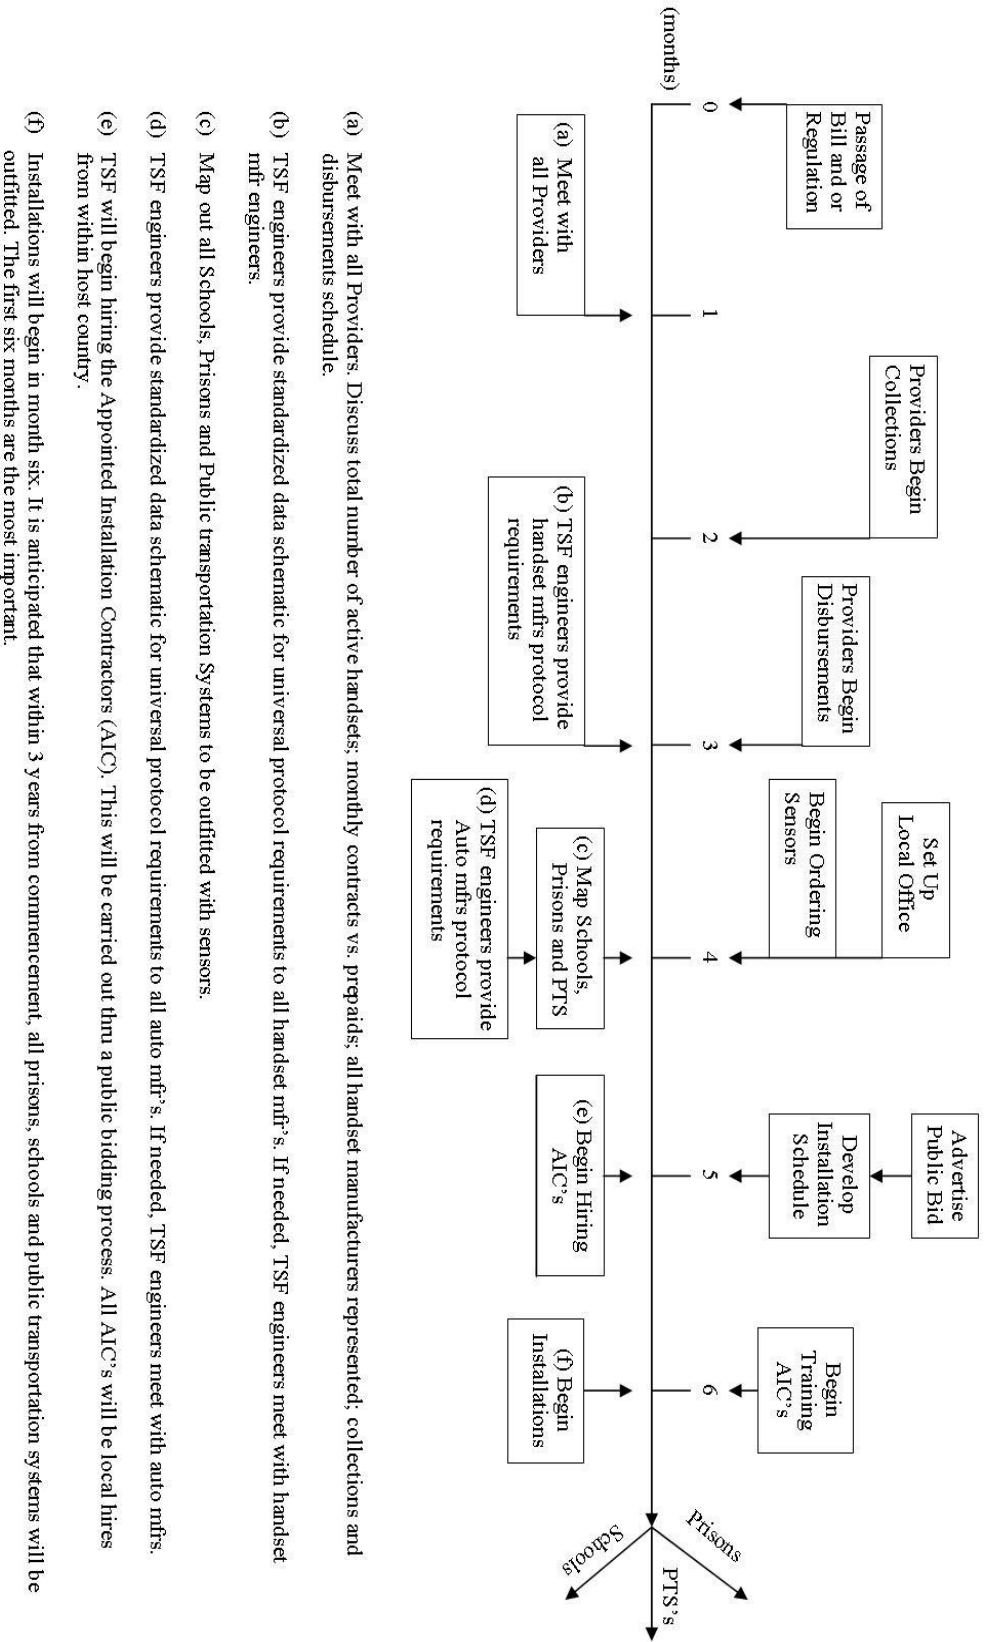 Passage of
Bill and or
Regulation
Providers Begin
Collections
Providers Begin
Disbursements
Set Up
Local Office
Begin Ordering
Sensors
Advertise
Public Bid
Develop
Installation
Schedule
Begin
Training
AIC's
(months)
0
1
2
3
4
5
6
Prisons
PTS's
Schools
(a) Meet with
all Providers
(b) TSF engineers provide
handset mfrs protocol
requirements
(c) Map Schools,
Prisons and PTS
(d) TSF engineers provide
Auto mfrs protocol
requirements
(e) Begin Hiring
AIC's
(f) Begin
Installations
(a) Meet with all Providers. Discuss total number of active handsets; monthly contracts vs. prepaids; all handset manufacturers represented; collections and
disbursements schedule.
(b) TSF engineers provide standardized data schematic for universal protocol requirements to all handset mfr's. If needed, TSF engineers meet with handset
mfr engineers.
(c) Map out all Schools, Prisons and Public transportation Systems to be outfitted with sensors.
(d) TSF engineers provide standardized data schematic for universal protocol requirements to all auto mfr's. If needed, TSF engineers meet with auto mfrs.
(e) TSF will begin hiring the Appointed Installation Contractors (AIC). This will be carried out thru a public bidding process. All AIC's will be local hires
from within host country.
(f) Installations will begin in month six. It is anticipated that within 3 years from commencement, all prisons, schools and public transportation systems will be
outfitted. The first six months are the most important.